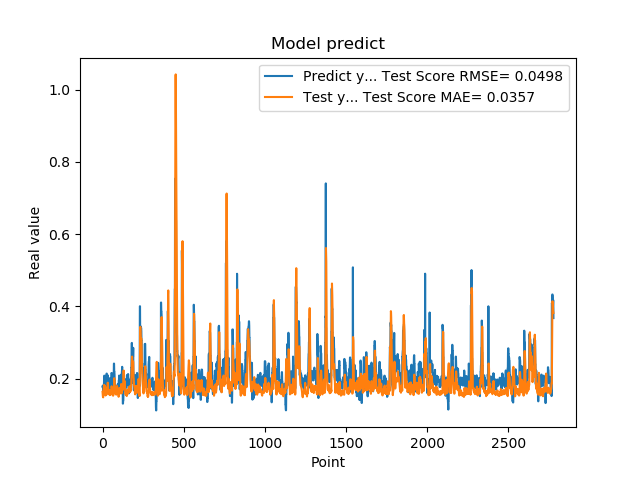 Model predict
Predict y... Test Score RMSE= 0.0498
Test y... Test Score MAE= 0.0357
1.0
0.8
0.6
0.4
0.2
Real value
0
500
1000
1500
2000
2500
Point